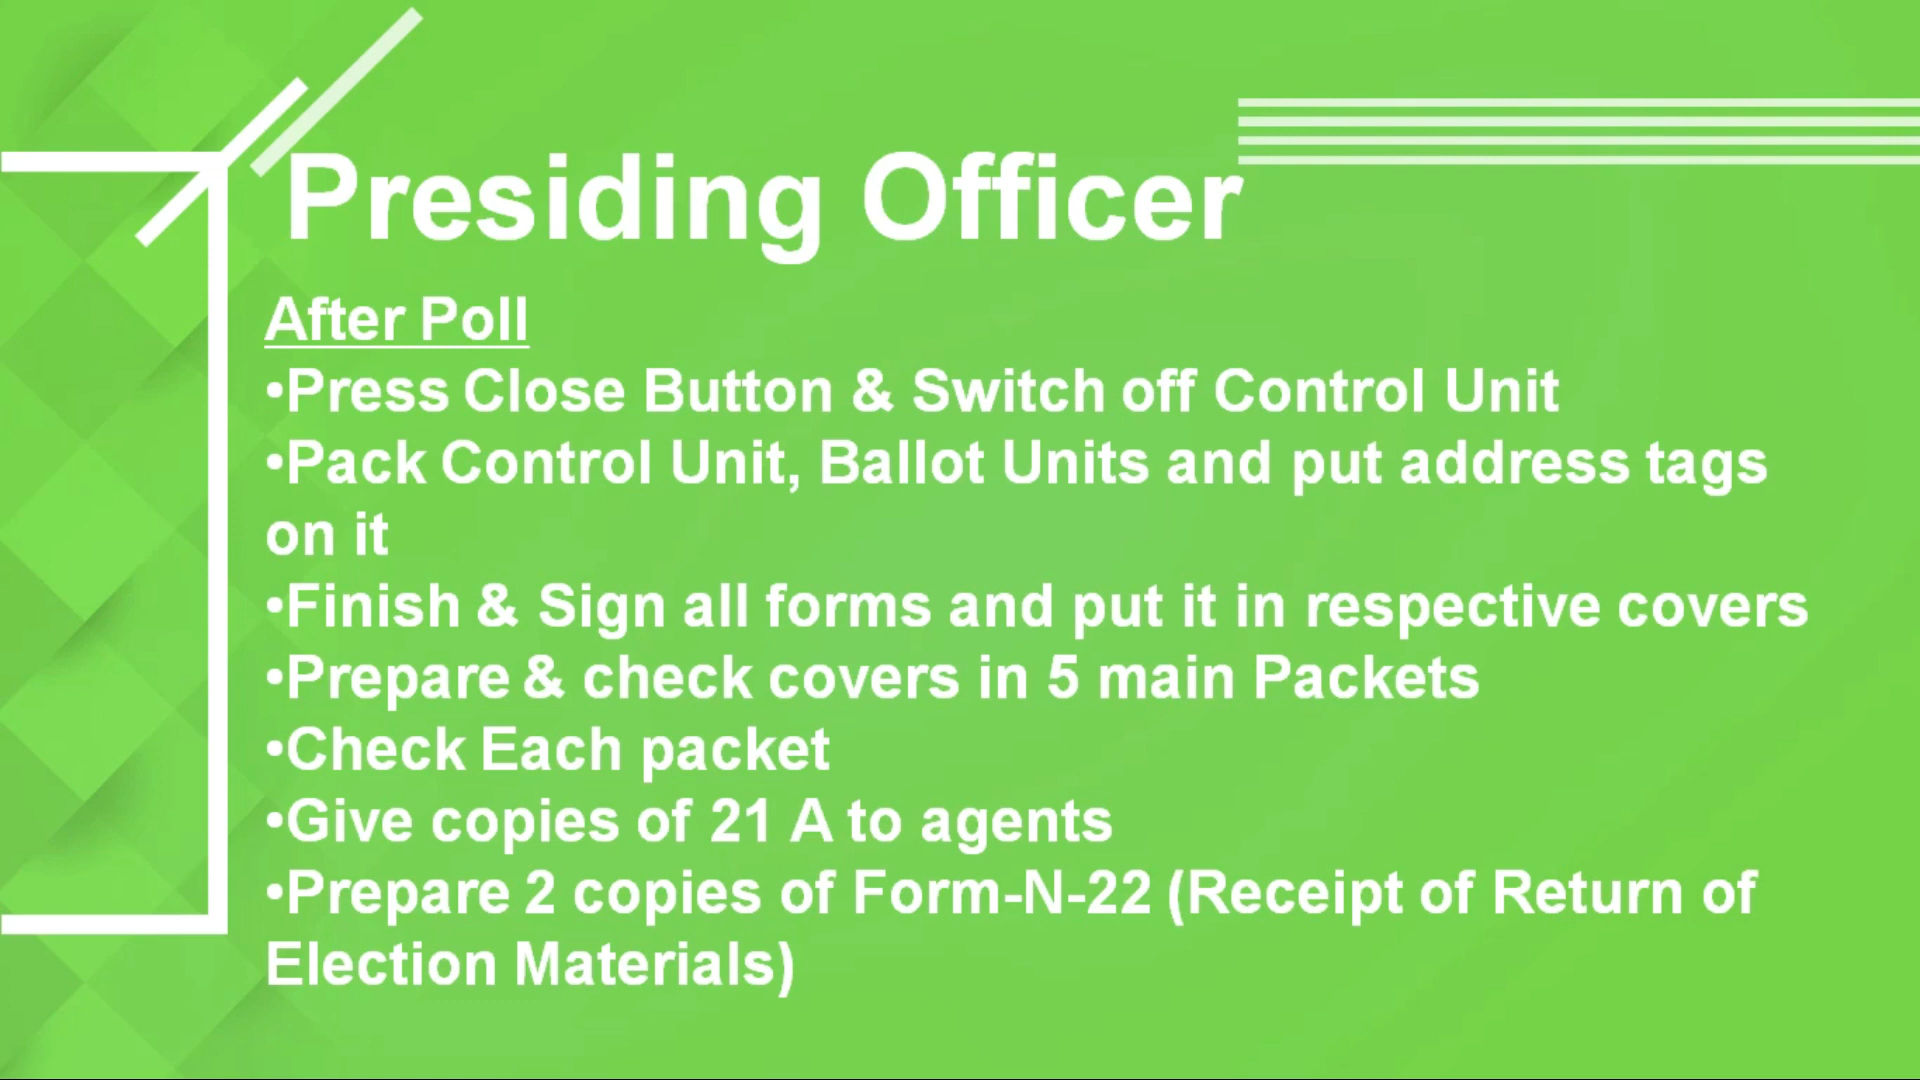 Presiding Officer
After Poll
•Press Close Button & Switch off Control Unit
•Pack Control Unit, Ballot Units and put address tags
on it
•Finish & Sign all forms and put it in respective covers
•Prepare & check covers in 5 main Packets
•Check Each packet
•Give copies of 21 A to agents
•Prepare 2 copies of Form-N-22 (Receipt of Return of
Election Materials)